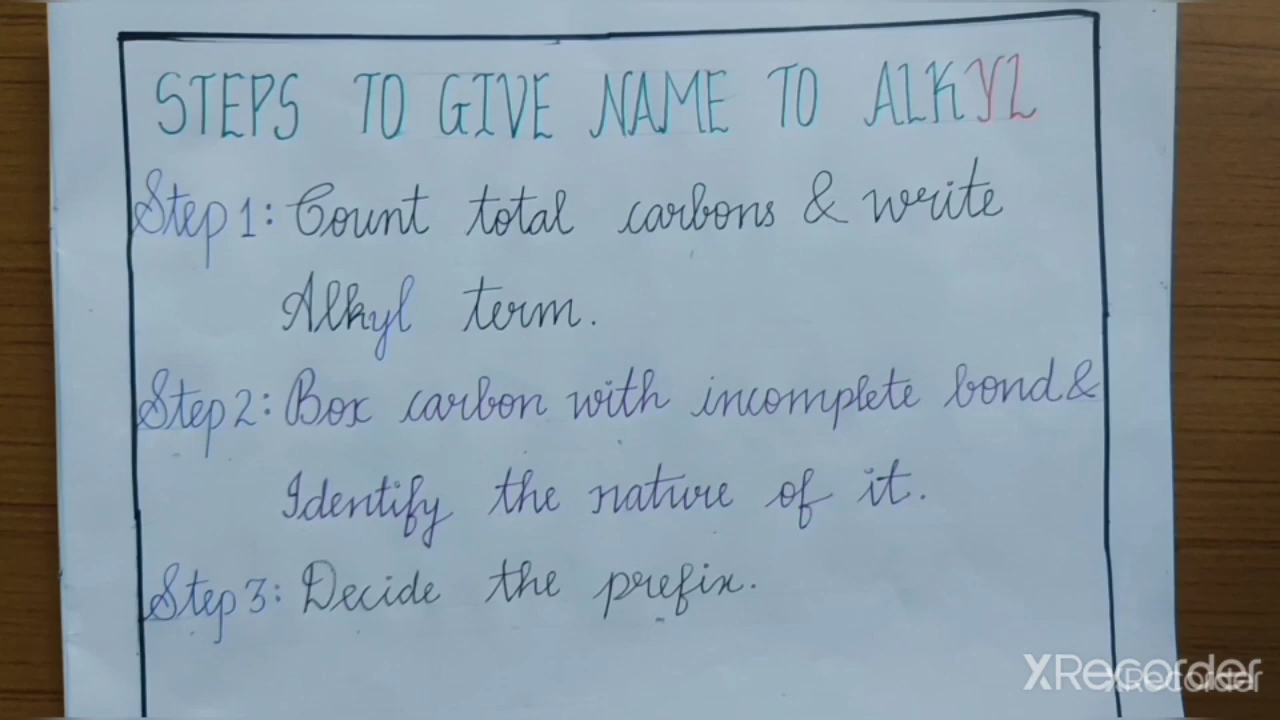 STEPS TO GIVE NAME TO ALKYL
Step 1: Count total carbons & write
Alkyl term.
Step 2: Box carbon with incomplete bond &
Identify the nature of it.
Step 3: Decide the prefix.
XRecorder
XRecorder